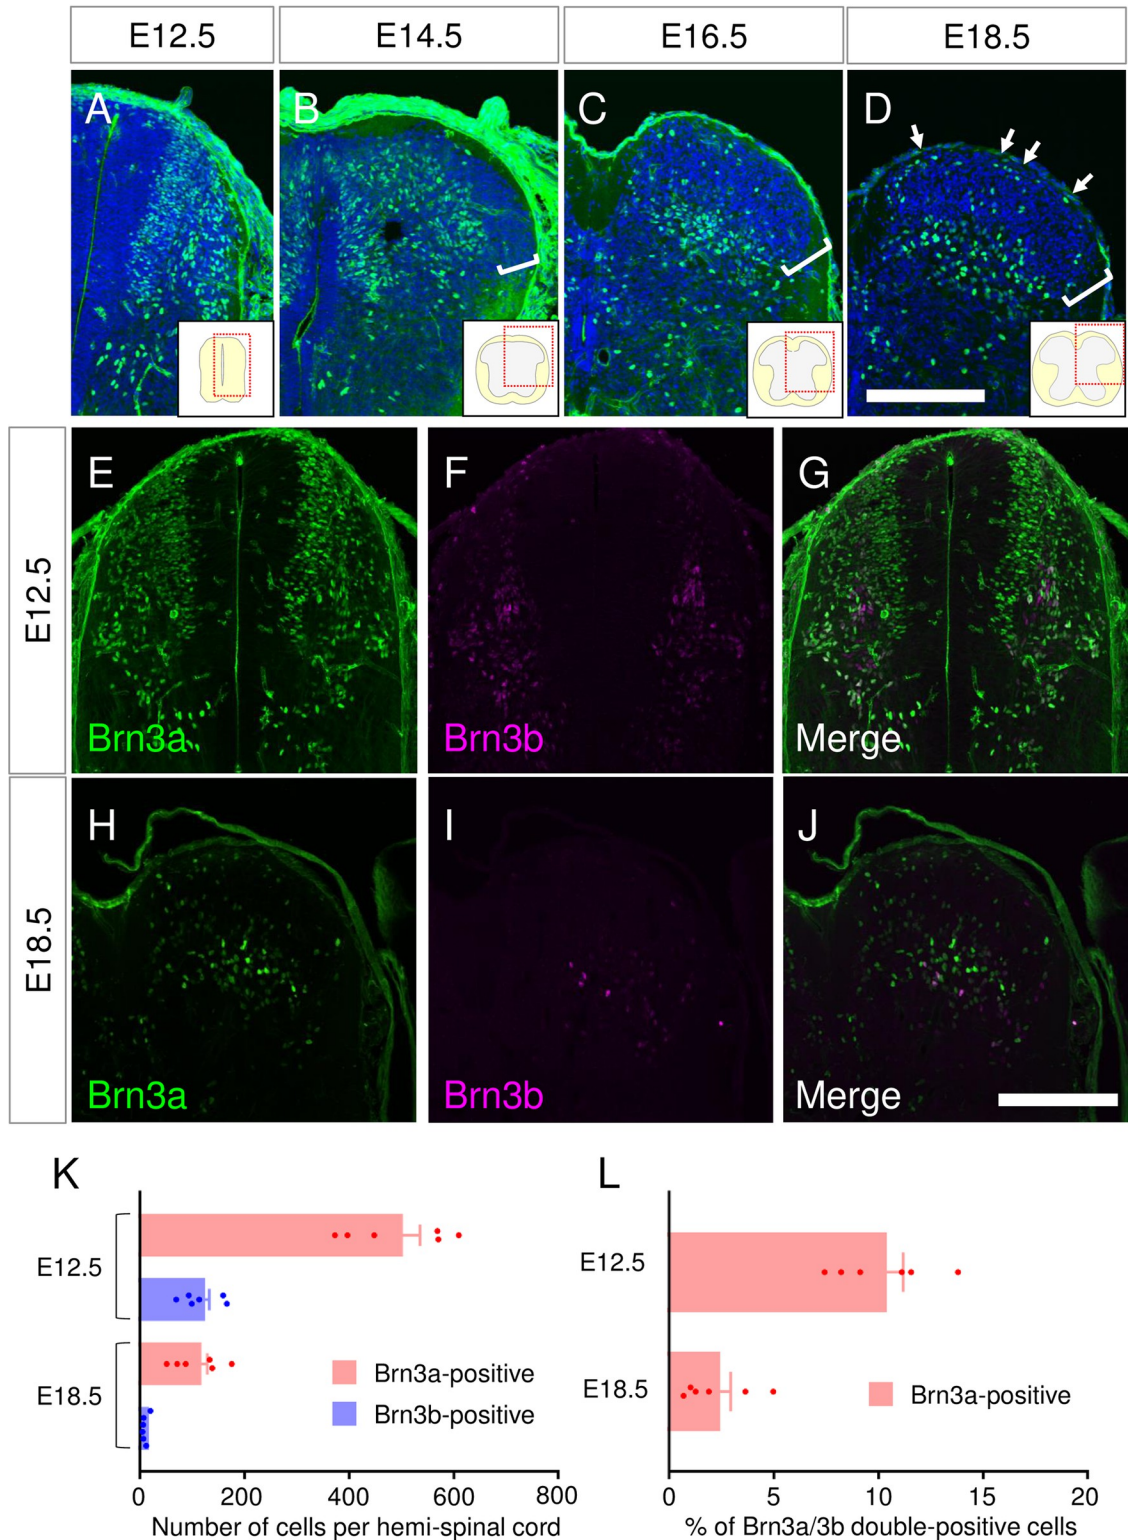 E12.5 E14.5 E16.5 E18.5
A B C D
E12.5
E F G
Brn3a Brn3b Merge
E18.5
H I J
Brn3a Brn3b Merge
K
E12.5
E18.5
Brn3a-positive
Brn3b-positive
0 200 400 600 800
Number of cells per hemi-spinal cord
L
E12.5
E18.5
Brn3a-positive
0 5 10 15 20
% of Brn3a/3b double-positive cells